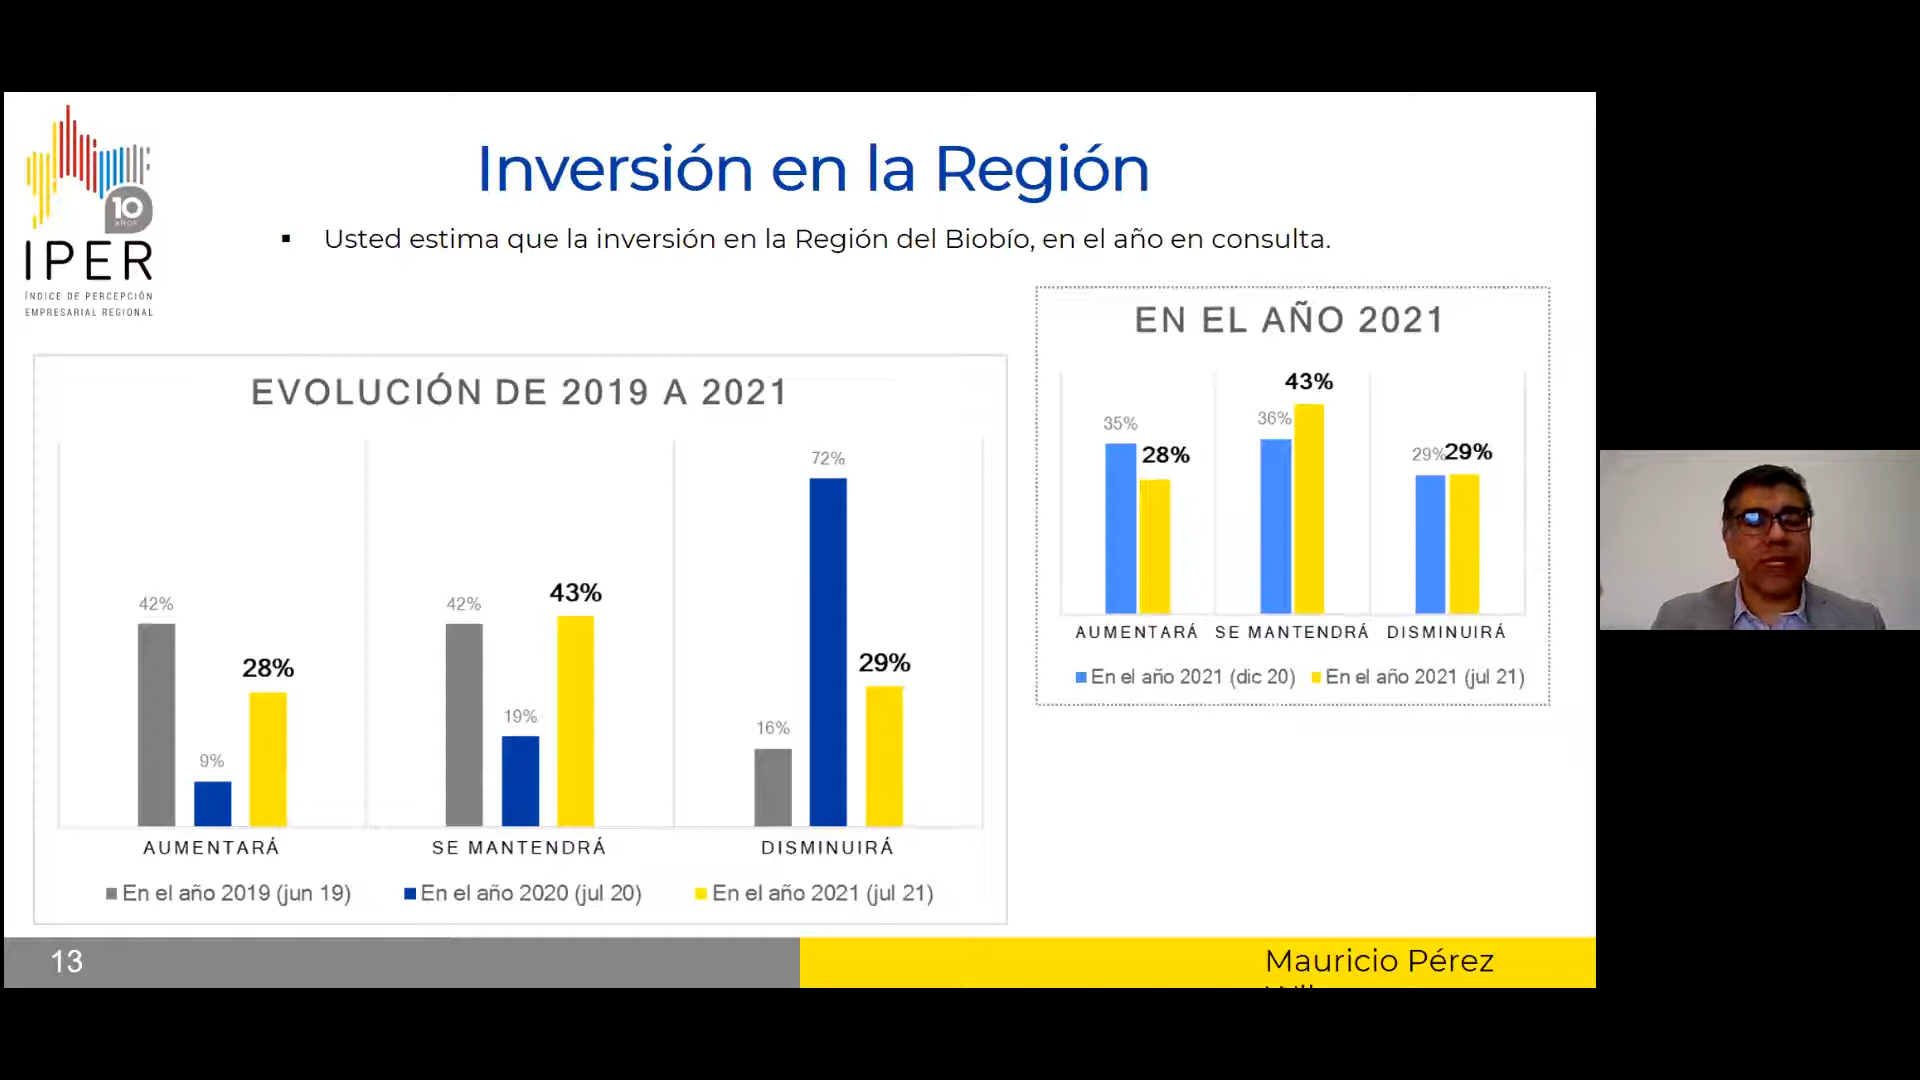 10
AÑOS
IPER
ÍNDICE DE PERCEPCIÓN
EMPRESARIAL REGIONAL
Inversión en la Región
▪ Usted estima que la inversión en la Región del Biobío, en el año en consulta.
EVOLUCIÓN DE 2019 A 2021
42%
9%
28%
42%
19%
43%
16%
72%
29%
AUMENTARÁ
SE MANTENDRÁ
DISMINUIRÁ
En el año 2019 (jun 19)
En el año 2020 (jul 20)
En el año 2021 (jul 21)
EN EL AÑO 2021
35%
28%
36%
43%
29%
29%
AUMENTARÁ
SE MANTENDRÁ
DISMINUIRÁ
En el año 2021 (dic 20)
En el año 2021 (jul 21)
13
Mauricio Pérez